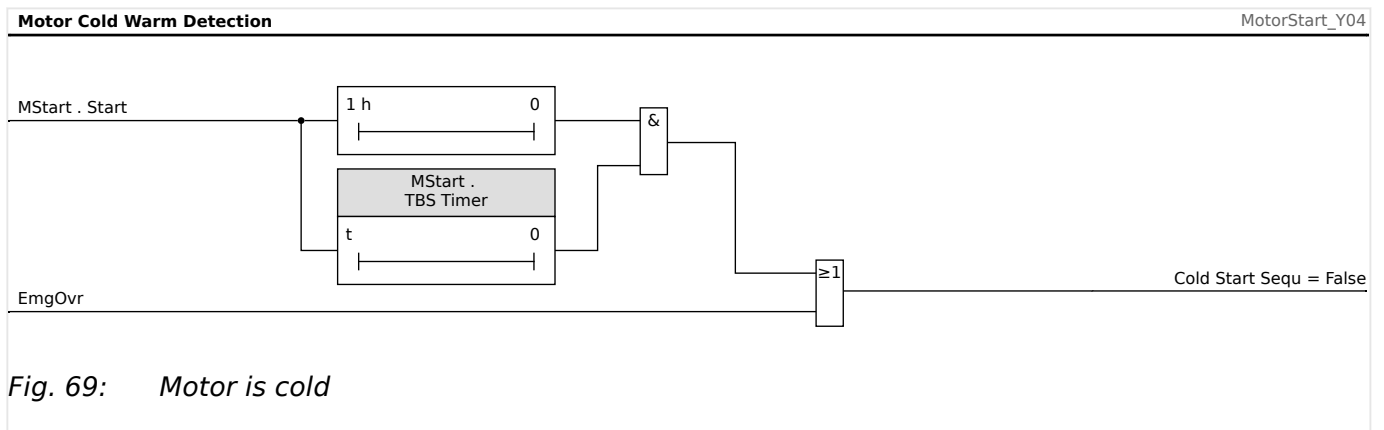 Motor Cold Warm Detection
MotorStart_Y04
MStart . Start
1 h 0
&
MStart .
TBS Timer
t 0
≥1
Cold Start Sequ = False
EmgOvr
Fig. 69: Motor is cold